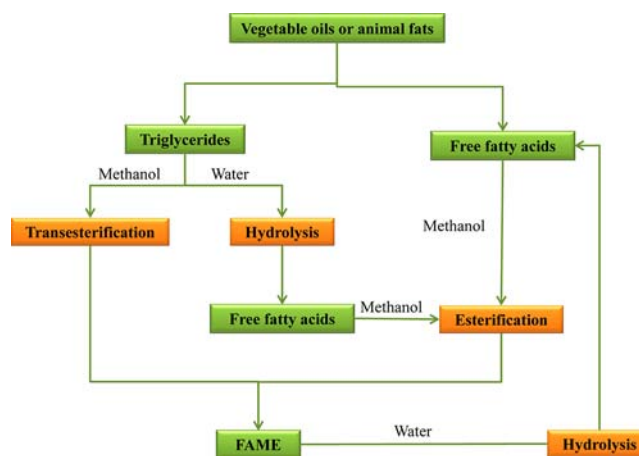 Vegetable oils or animal fats
Triglycerides
Free fatty acids
Methanol
Water
Transesterification
Hydrolysis
Methanol
Free fatty acids
Methanol
Esterification
FAME
Water
Hydrolysis